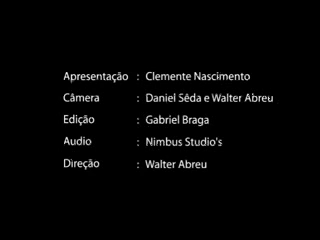 Apresentação : Clemente Nascimento
Câmera : Daniel Sêda e Walter Abreu
Edição : Gabriel Braga
Audio : Nimbus Studio's
Direção : Walter Abreu